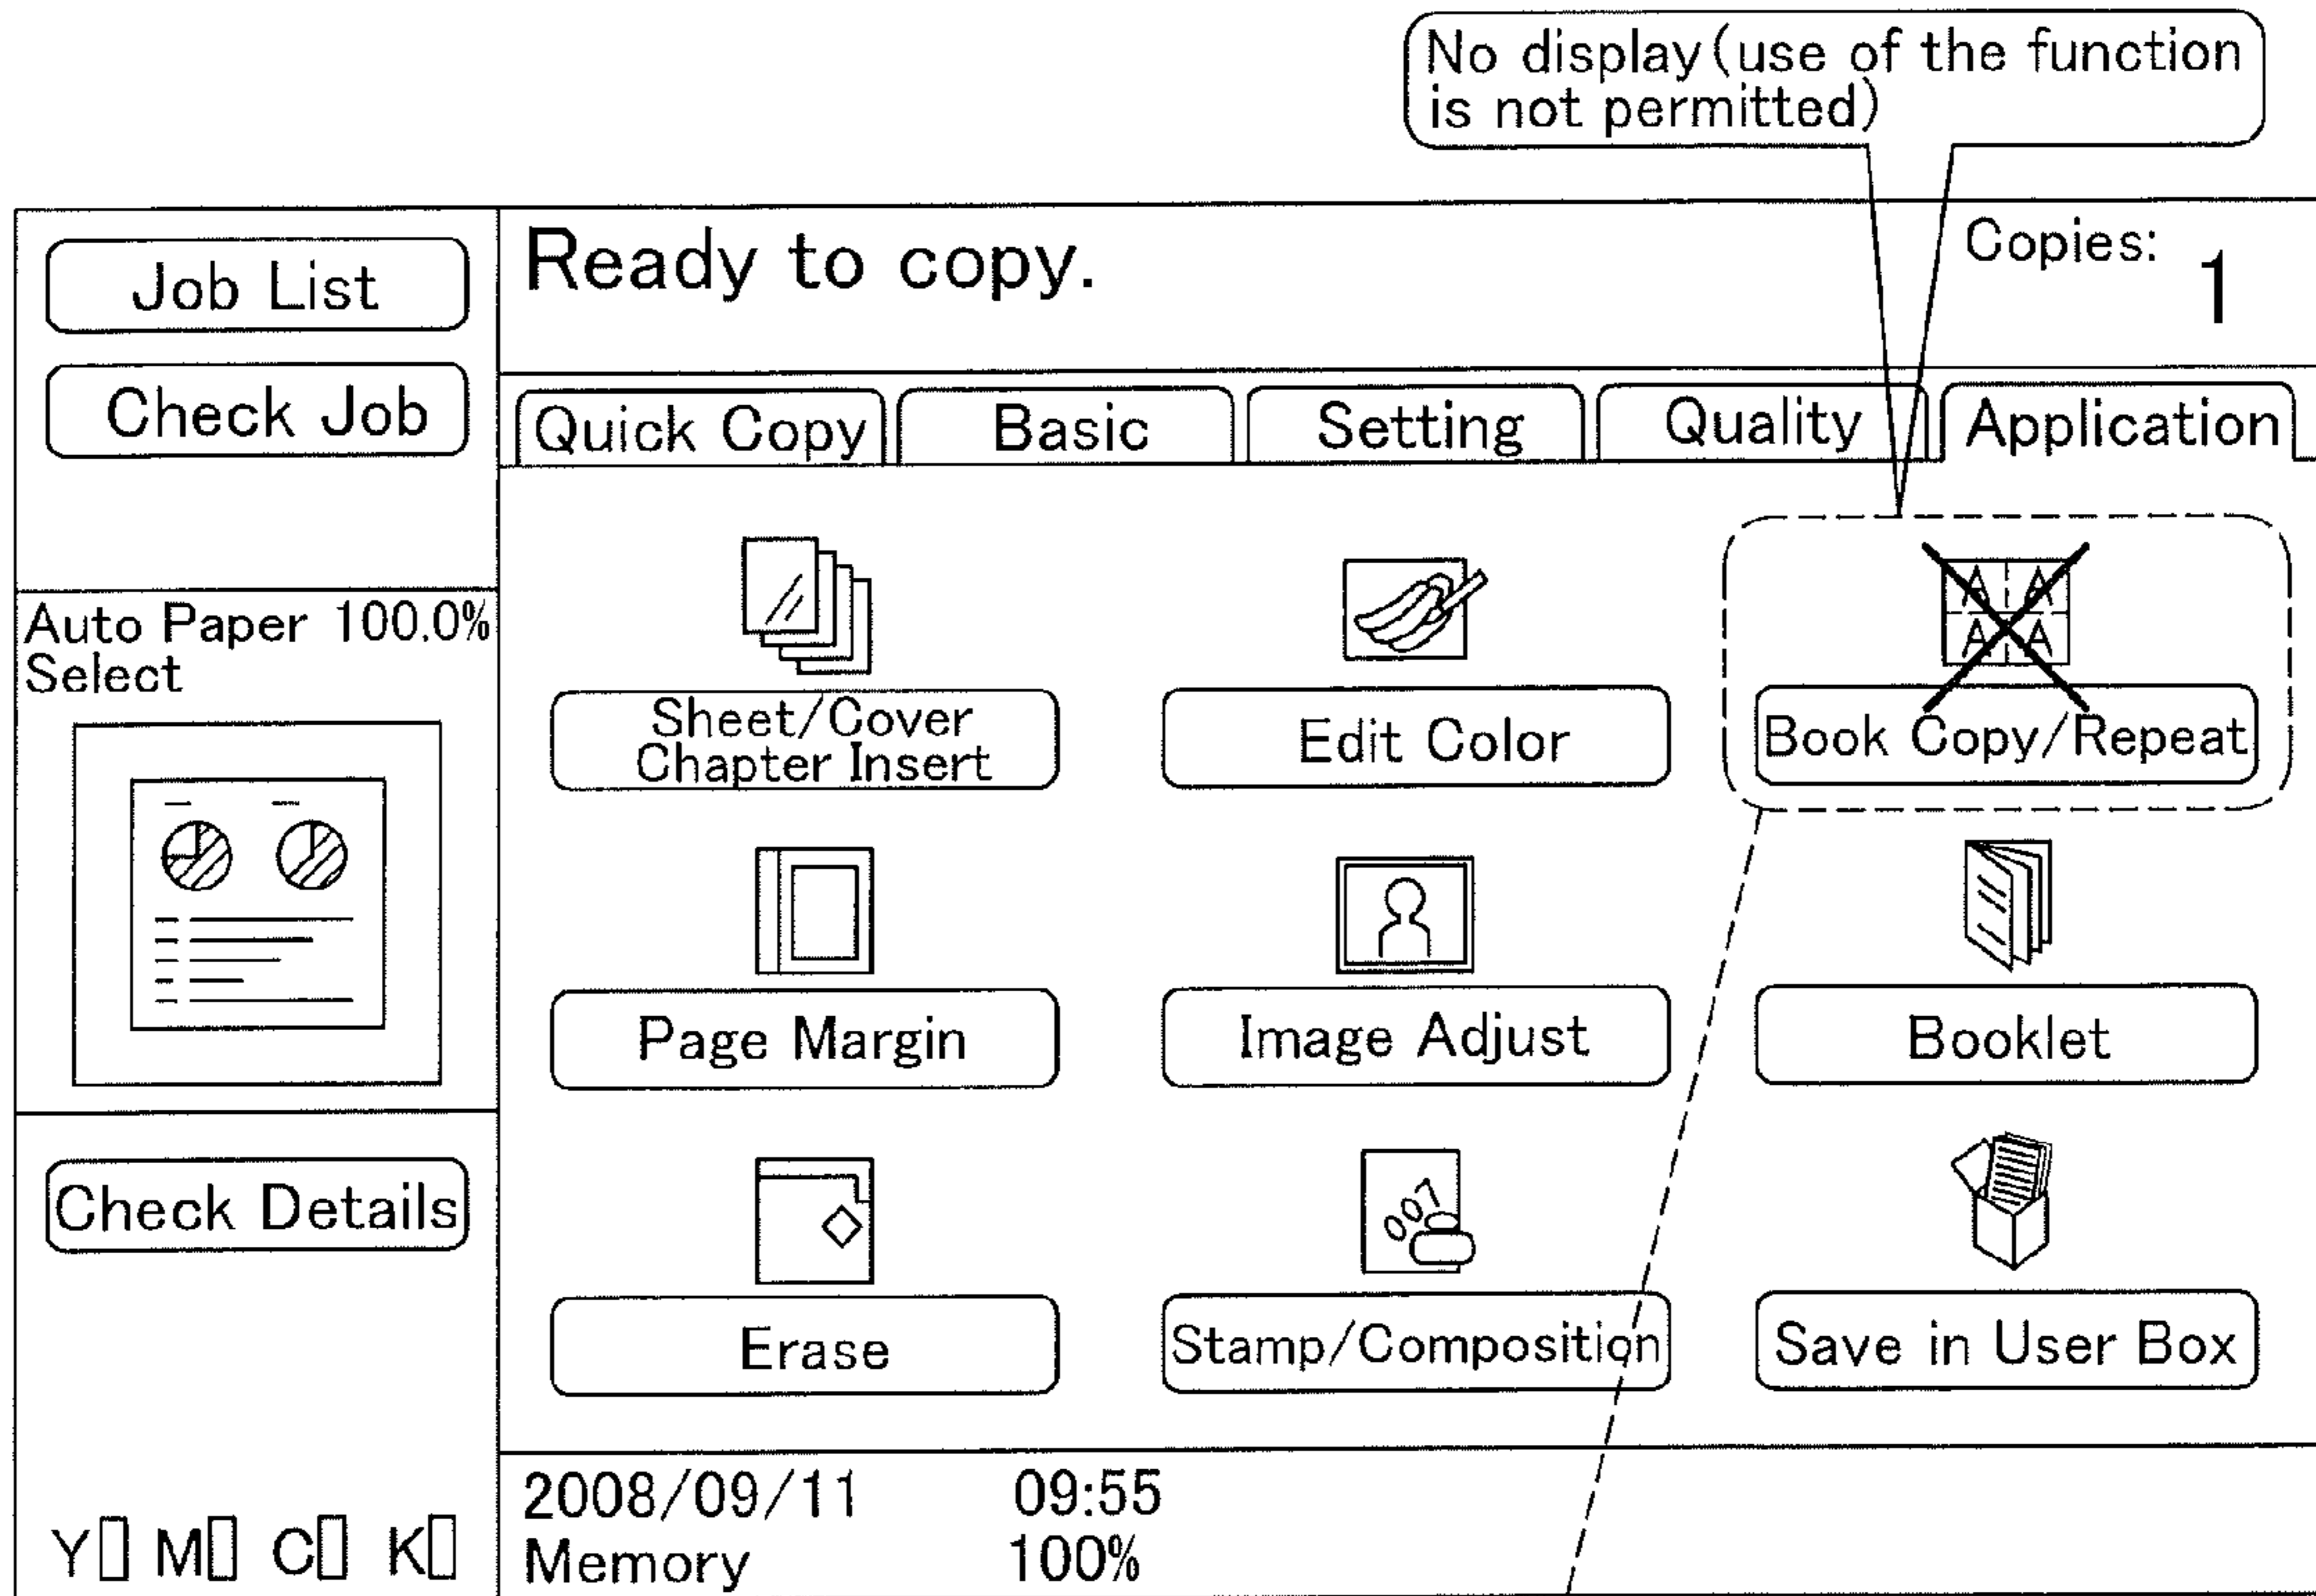 No display(use of the function
is not permitted)
Job List
Check Job
Ready to copy.
Copies: 1
Quick Copy
Basic
Setting
Quality
Application
Auto Paper 100.0%
Select
A A
A A
Sheet/Cover
Chapter Insert
Edit Color
Book Copy/Repeat
Page Margin
Image Adjust
Booklet
007
Erase
Stamp/Composition
Save in User Box
Check Details
Y M C K
2008/09/11 09:55
Memory 100%